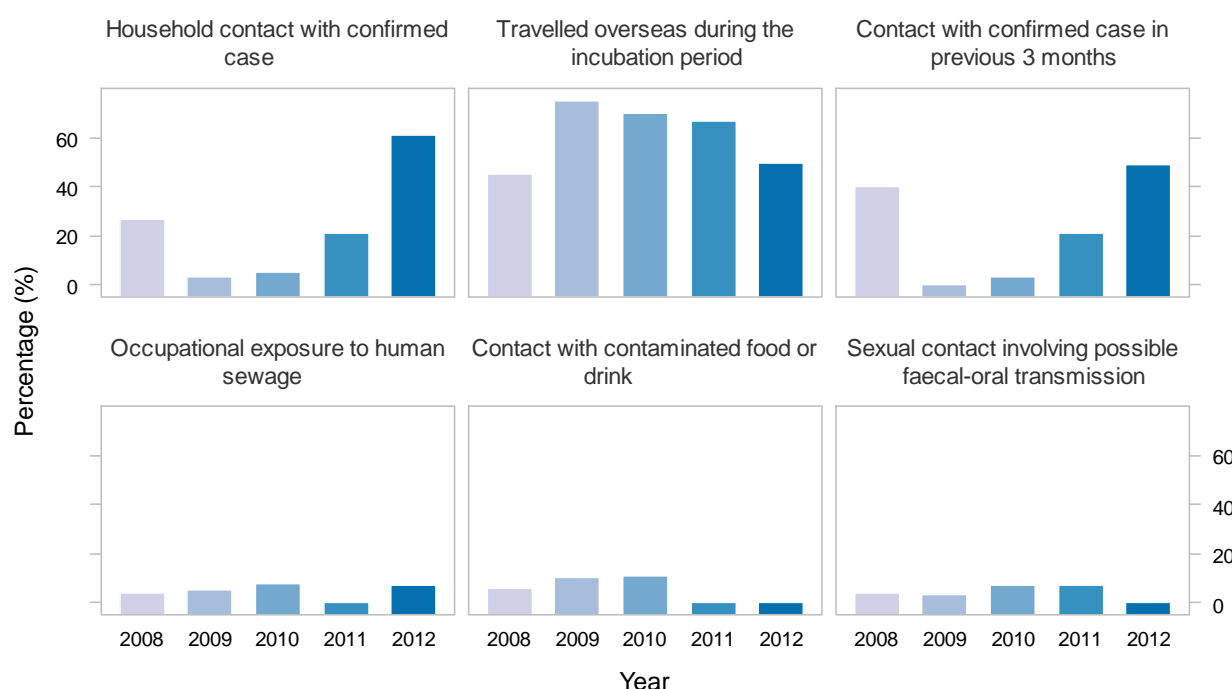 Household contact with confirmed
case
Travelled overseas during the
incubation period
Contact with confirmed case in
previous 3 months
60
40
20
0
Percentage (%)
Occupational exposure to human
sewage
Contact with contaminated food or
drink
Sexual contact involving possible
faecal-oral transmission
60
40
20
0
2008 2009 2010 2011 2012
2008 2009 2010 2011 2012
2008 2009 2010 2011 2012
Year